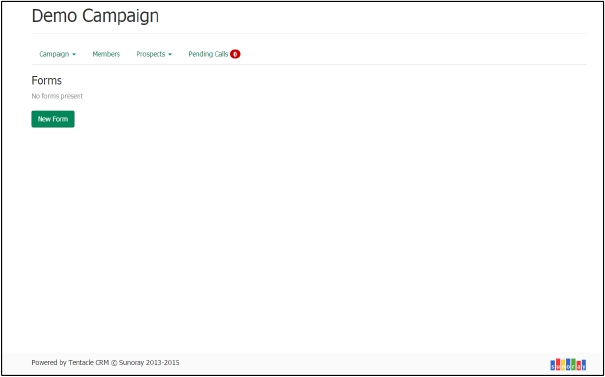 Demo Campaign
Campaign Members Prospects Pending Calls 0
Forms
No forms present
New Form
Powered by Tentacle CRM © Sunoray 2013-2015
sunoray